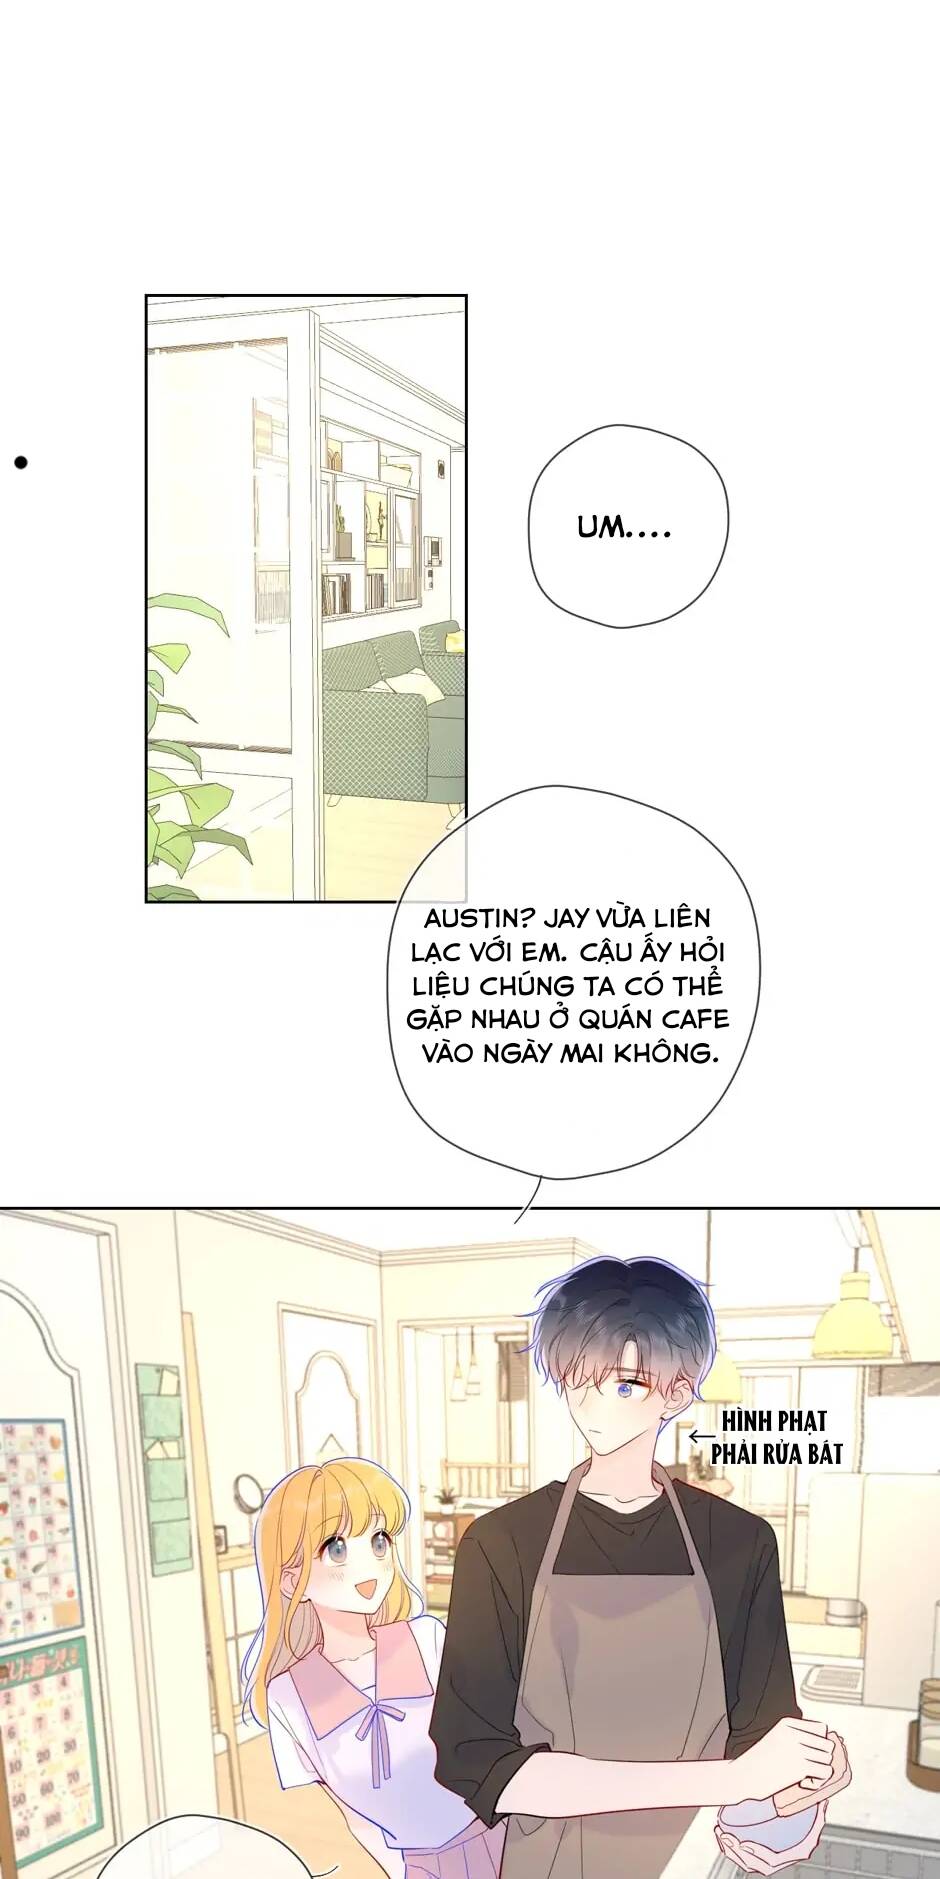 UM....
AUSTIN? JAY VỪA LIÊN
LẠC VỚI EM. CẬU ẤY HỎI
LIỆU CHÚNG TA CÓ THỂ
GẶP NHAU Ở QUÁN CAFE
VÀO NGÀY MAI KHÔNG.
← HÌNH PHẠT
PHẢI RỬA BÁT